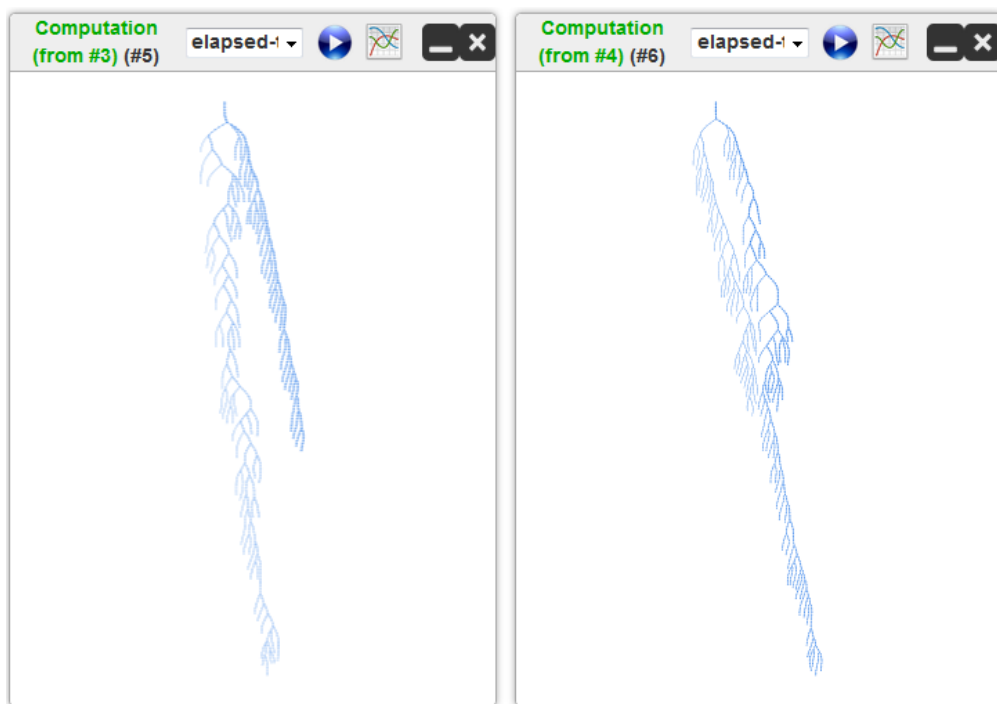 Computation
(from #3) (#5)
elapsed-t
Computation
(from #4) (#6)
elapsed-t